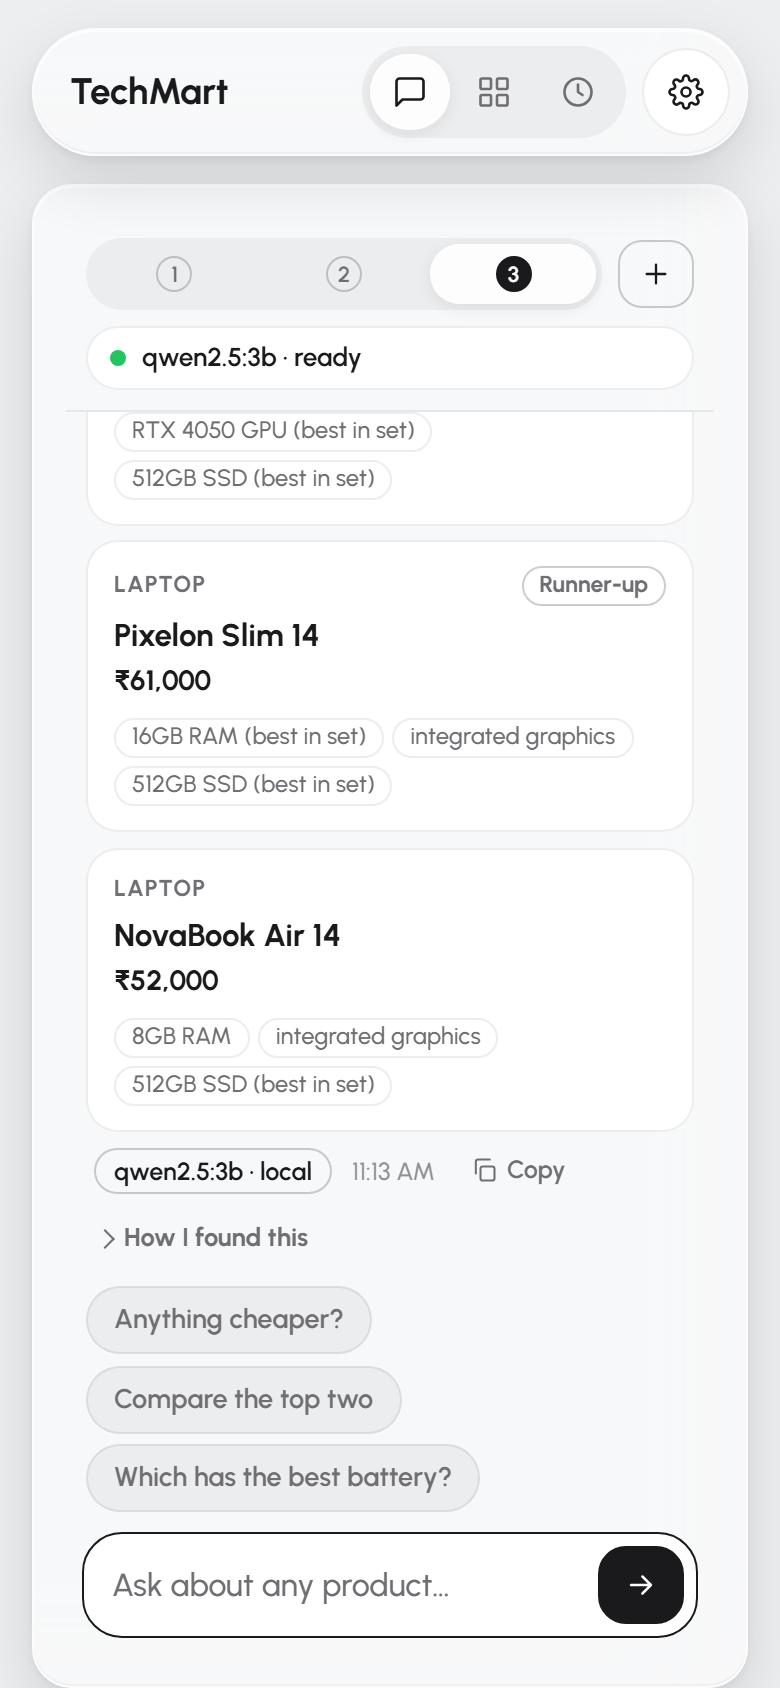 TechMart
1 2 3
qwen2.5:3b · ready
RTX 4050 GPU (best in set)
512GB SSD (best in set)
LAPTOP Runner-up
Pixelon Slim 14
₹61,000
16GB RAM (best in set) integrated graphics
512GB SSD (best in set)
LAPTOP
NovaBook Air 14
₹52,000
8GB RAM integrated graphics
512GB SSD (best in set)
qwen2.5:3b · local 11:13 AM Copy
How I found this
Anything cheaper?
Compare the top two
Which has the best battery?
Ask about any product...